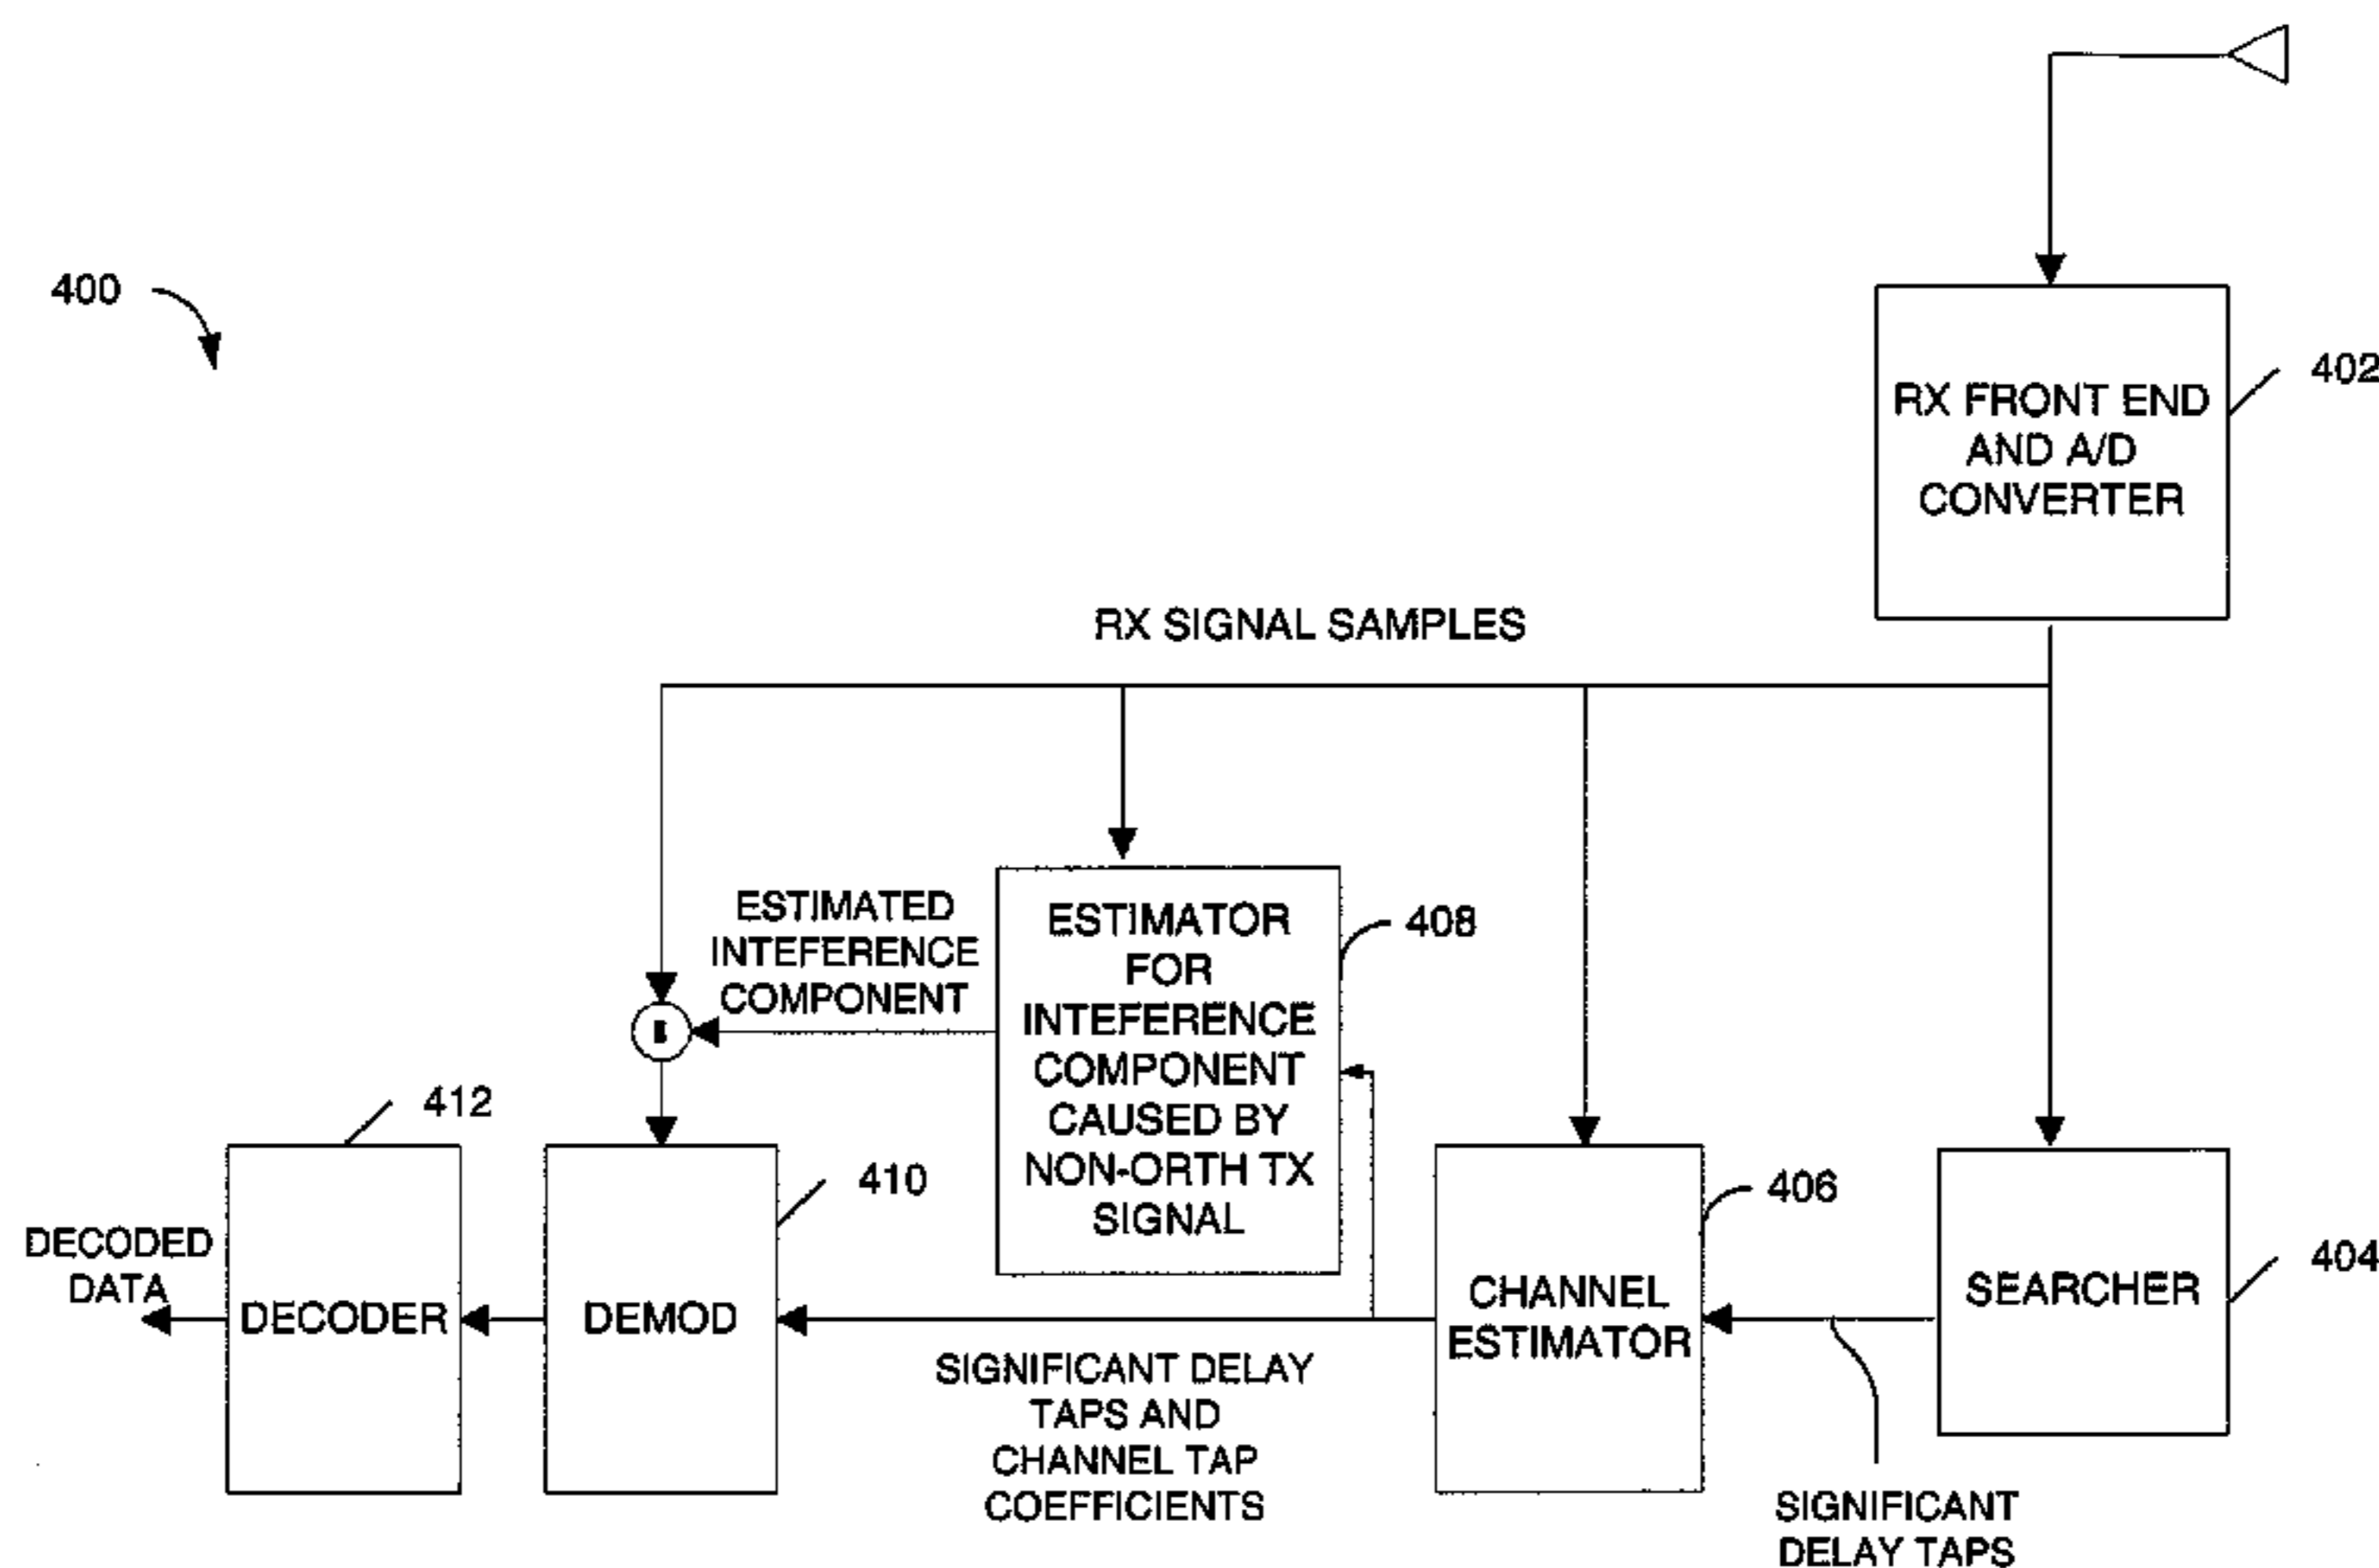 400
402
RX FRONT END
AND A/D
CONVERTER
RX SIGNAL SAMPLES
ESTIMATED
INTEFERENCE
COMPONENT
ESTIMATOR
FOR
INTEFERENCE
COMPONENT
CAUSED BY
NON-ORTH TX
SIGNAL
408
412
410
406
404
DECODED
DATA
DECODER
DEMOD
CHANNEL
ESTIMATOR
SEARCHER
SIGNIFICANT DELAY
TAPS AND
CHANNEL TAP
COEFFICIENTS
SIGNIFICANT
DELAY TAPS